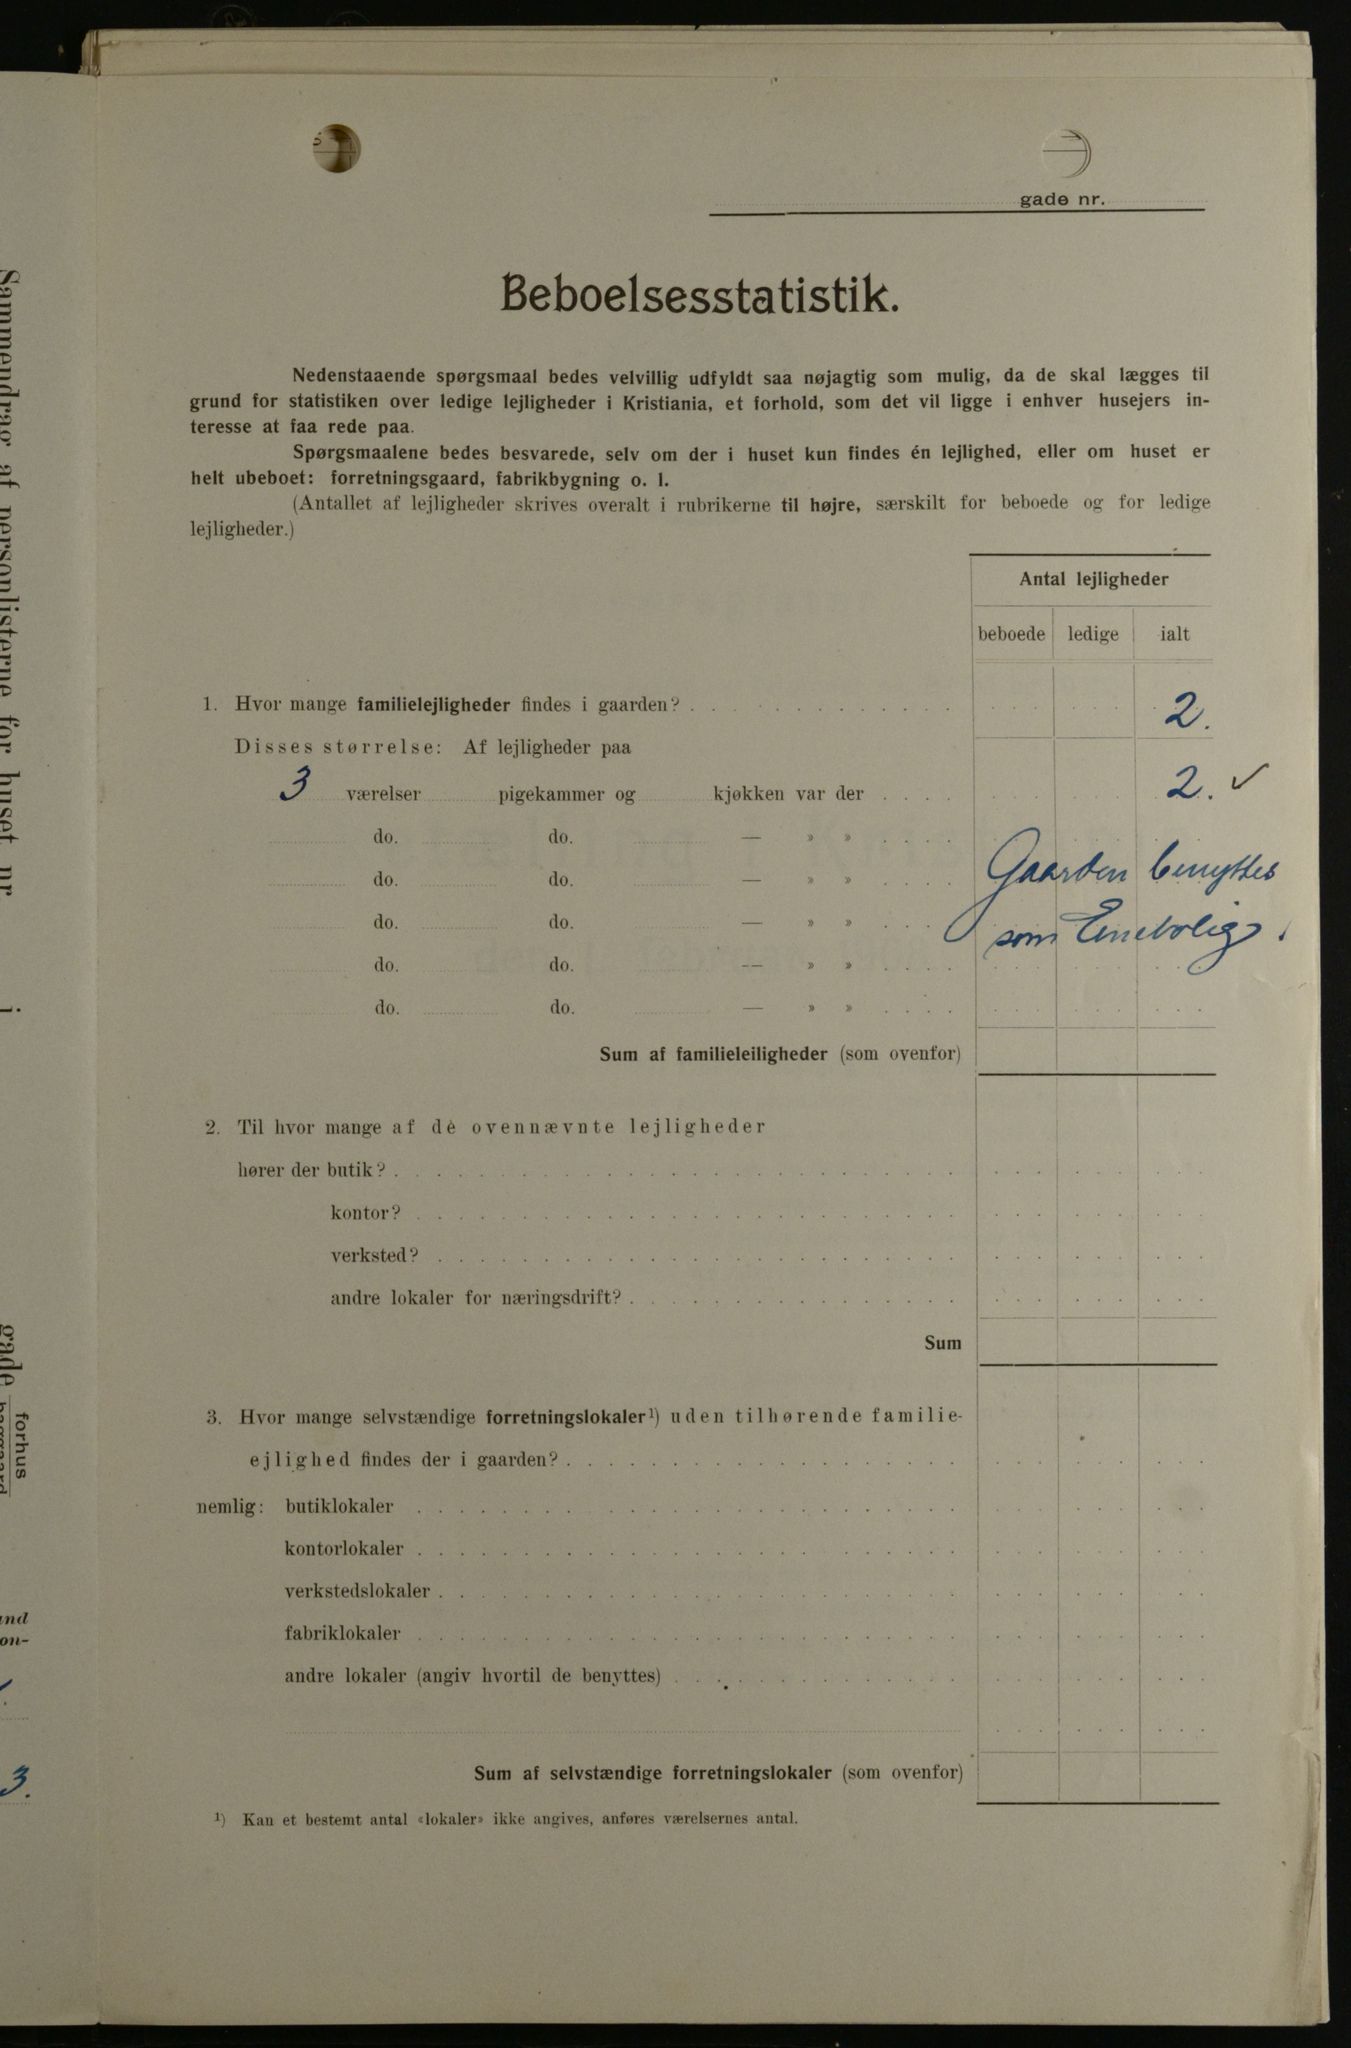 gade nr.
Beboelsesstatistik.
Nedenstaaende spørgsmaal bedes velvillig udfyldt saa nøjagtig som mulig, da de skal lægges til
grund for statistiken over ledige lejligheder i Kristiania, et forhold, som det vil ligge i enhver husejers in-
teresse at faa rede paa.
Spørgsmaalene bedes besvarede, selv om der i huset kun findes én lejlighed, eller om huset er
helt ubeboet: forretningsgaard, fabrikbygning o. l.
(Antallet af lejligheder skrives overalt i rubrikerne til højre, særskilt for beboede og for ledige
lejligheder.)
Antal lejligheder
beboede ledige ialt
1. Hvor mange familielejligheder findes i gaarden? 2.
Disses størrelse: Af lejligheder paa
3 værelser pigekammer og kjøkken var der 2. ✓
do. do. — » »
do. do. — » » Gaarden benyttes
do. do. — » » som Enebolig.
do. do. — » »
do. do. — » »
Sum af familieleiligheder (som ovenfor)
2. Til hvor mange af de ovennævnte lejligheder
hører der butik?
kontor?
verksted?
andre lokaler for næringsdrift?
Sum
3. Hvor mange selvstændige forretningslokaler¹) uden tilhørende familie-
ejlighed findes der i gaarden?
nemlig: butiklokaler
kontorlokaler
verkstedslokaler
fabriklokaler
andre lokaler (angiv hvortil de benyttes)
Sum af selvstændige forretningslokaler (som ovenfor)
¹) Kan et bestemt antal «lokaler» ikke angives, anføres værelsernes antal.
Sammendrag af personlisterne for huset nr. i
gade
forhus
and
on-
3.